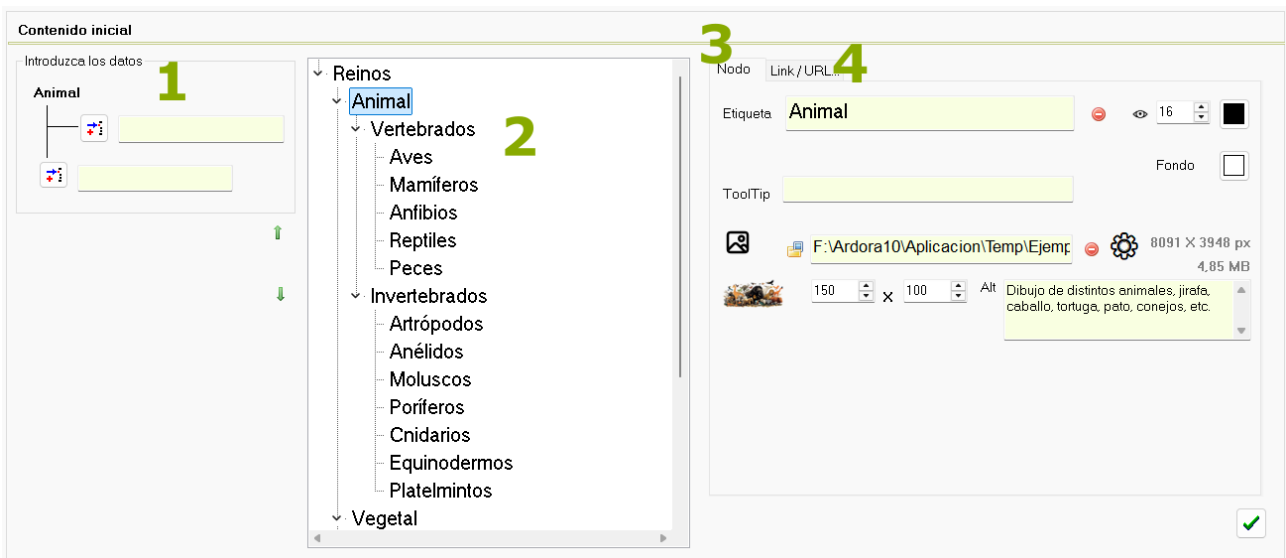 Contenido inicial
Introduzca los datos
1
Animal
2
Reinos
Animal
Vertebrados
Aves
Mamíferos
Anfibios
Reptiles
Peces
Invertebrados
Artrópodos
Anélidos
Moluscos
Poríferos
Cnidarios
Equinodermos
Platelmintos
Vegetal
3
4
Nodo
Link / URL...
Etiqueta Animal 16
Fondo
ToolTip
F:\Ardora10\Aplicacion\Temp\Ejemp 8091 X 3948 px
4,85 MB
150 x 100 Alt Dibujo de distintos animales, jirafa,
caballo, tortuga, pato, conejos, etc.